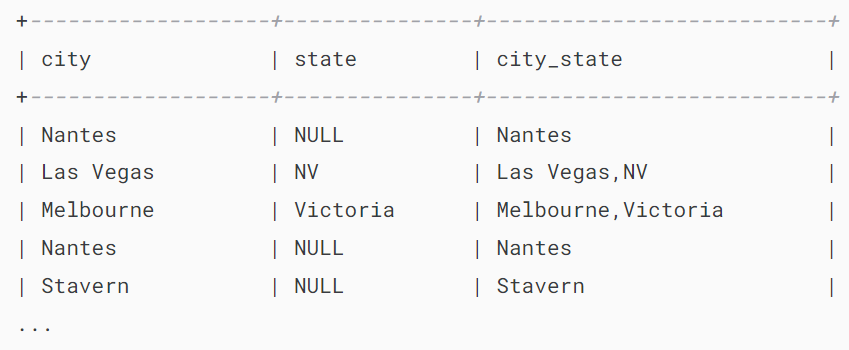 +-------------------+---------------+----------------------------+
| city              | state         | city_state                 |
+-------------------+---------------+----------------------------+
| Nantes            | NULL          | Nantes                     |
| Las Vegas         | NV            | Las Vegas,NV               |
| Melbourne         | Victoria      | Melbourne,Victoria         |
| Nantes            | NULL          | Nantes                     |
| Stavern           | NULL          | Stavern                    |
...